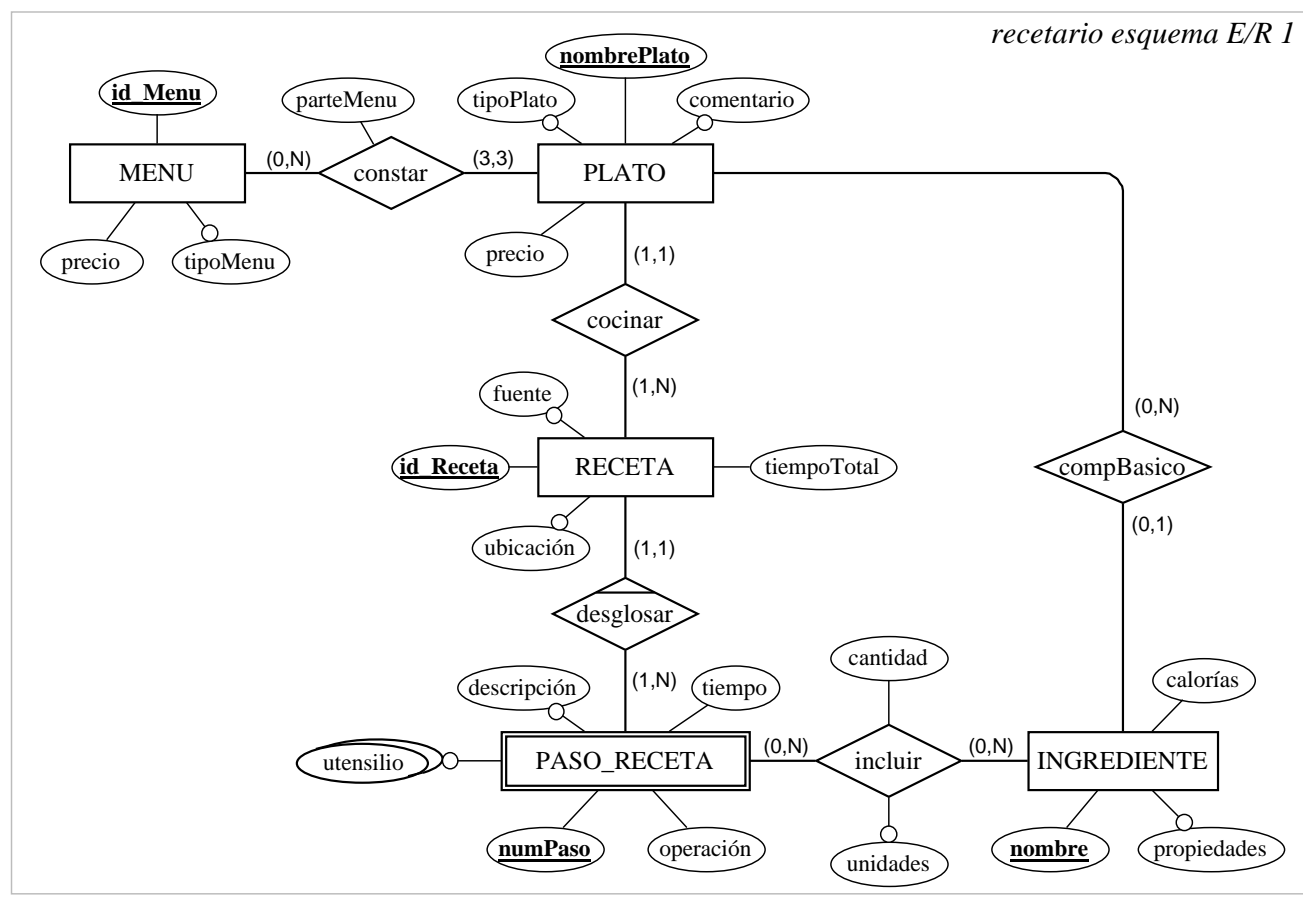 recetario esquema E/R 1
nombrePlato
id_Menu
parteMenu
tipoPlato
comentario
MENU
(0,N)
constar
(3,3)
PLATO
precio
tipoMenu
precio
(1,1)
cocinar
(1,N)
fuente
(0,N)
id_Receta
RECETA
tiempoTotal
compBasico
ubicación
(1,1)
(0,1)
desglosar
cantidad
descripción
(1,N)
tiempo
calorías
utensilio
PASO_RECETA
(0,N)
incluir
(0,N)
INGREDIENTE
numPaso
operación
unidades
nombre
propiedades